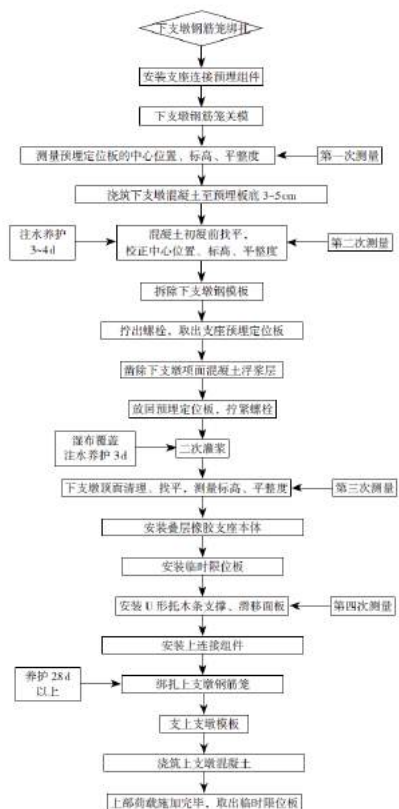 下支墩钢筋笼绑扎
安装支座连接预埋组件
下支墩钢筋笼关模
测量预埋定位板的中心位置、标高、平整度
第一次测量
浇筑下支墩混凝土至预埋板底 3~5cm
注水养护
3~4d
混凝土初凝前找平,
校正中心位置、标高、平整度
第二次测量
拆除下支墩钢模板
拧出螺栓,取出支座预埋定位板
凿除下支墩项面混凝土浮浆层
放回预埋定位板,拧紧螺栓
湿布覆盖
注水养护 3d
二次灌浆
下支墩顶面清理、找平,测量标高、平整度
第三次测量
安装叠层橡胶支座本体
安装临时限位板
安装 U 形托木条支撑、滑移面板
第四次测量
安装上连接组件
养护 28d
以上
绑扎上支墩钢筋笼
支上支墩模板
浇筑上支墩混凝土
上部荷载施加完毕,取出临时限位板